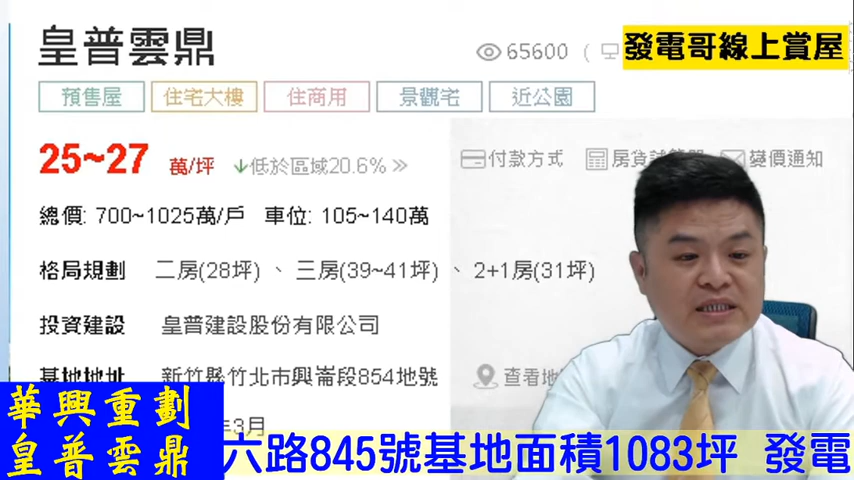 皇普雲鼎
65600
發電哥線上賞屋
預售屋 住宅大樓 住商用 景觀宅 近公園
25~27 萬/坪 低於區域20.6%
付款方式 變價通知
總價: 700~1025萬/戶 車位: 105~140萬
格局規劃 二房(28坪) 、 三房(39~41坪) 、 2+1房(31坪)
投資建設 皇普建設股份有限公司
基地地址 新竹縣竹北市興崙段854地號
查看地
年3月
華興重劃
皇普雲鼎
六路845號基地面積1083坪 發電